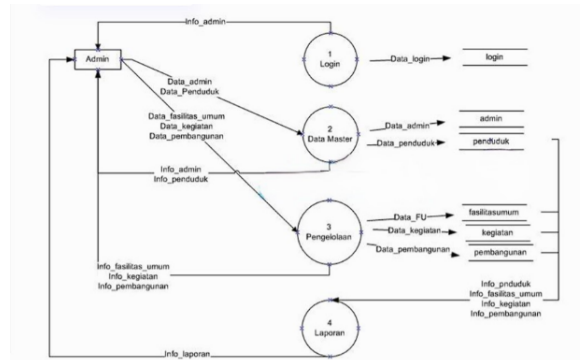 Info_admin
1
Login
Data_login
login
Admin
Data_admin
Data_Penduduk
Data_fasilitas_umum
Data_kegiatan
Data_pembangunan
2
Data Master
Data_admin
admin
Data_penduduk
penduduk
Info_admin
Info_penduduk
3
Pengelolaan
Data_FU
fasilitasumum
Data_kegiatan
kegiatan
Data_pembangunan
pembangunan
Info_fasilitas_umum
Info_kegiatan
Info_pembangunan
Info_pnduduk
Info_fasilitas_umum
Info_kegiatan
Info_pembangunan
4
Laporan
Info_laporan